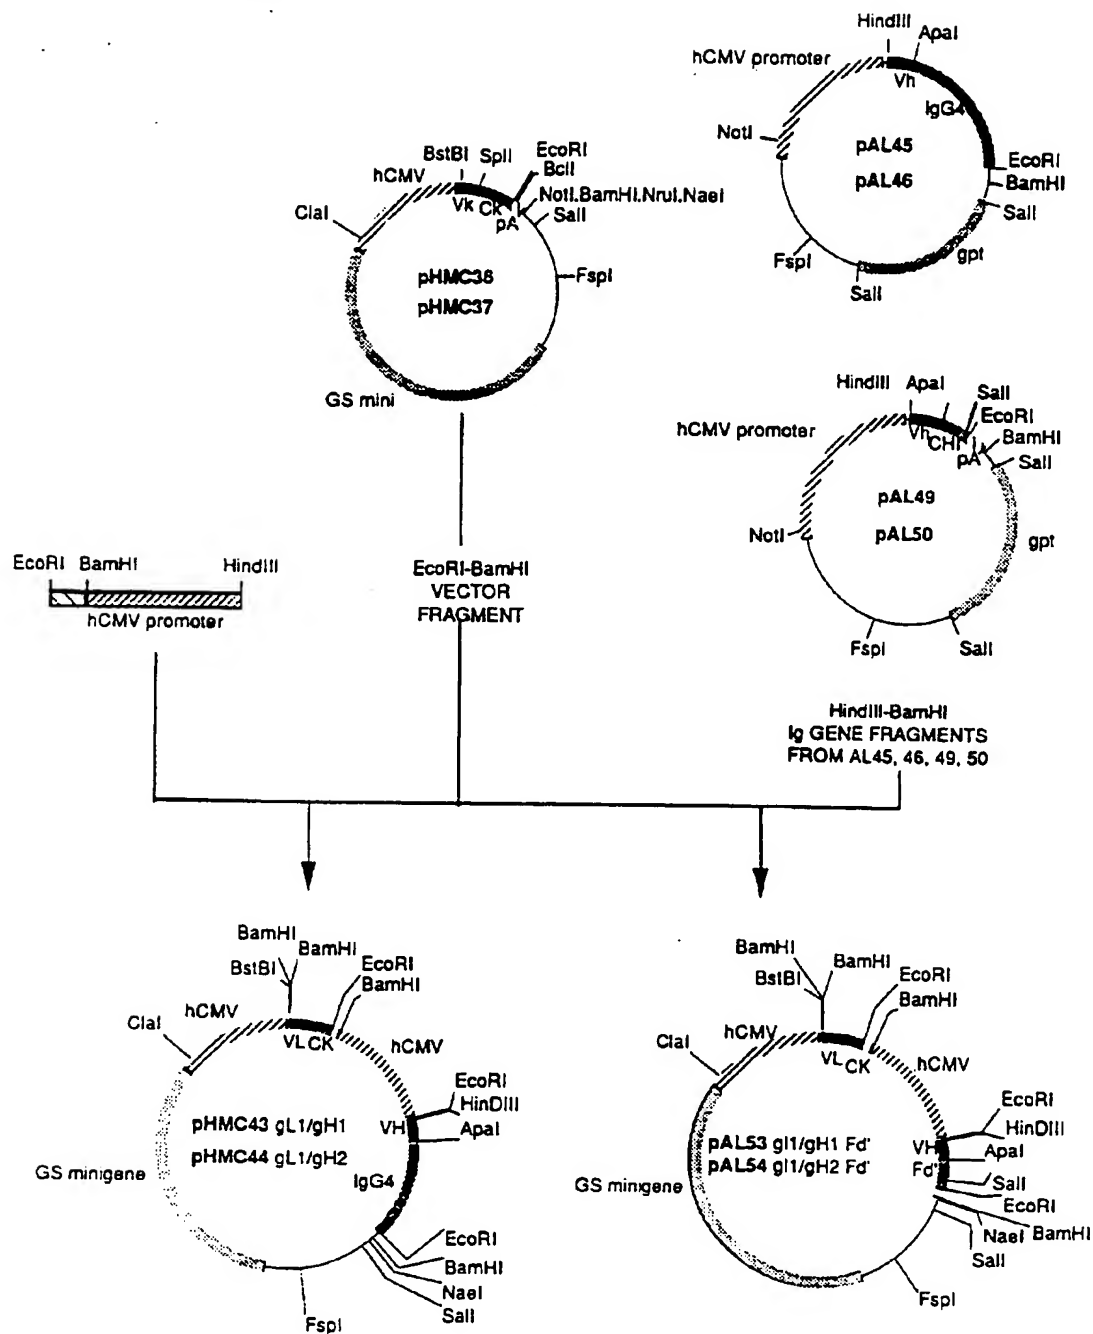 HindIII
ApaI
hCMV promoter
Vh
IgG4
NotI
pAL45
pAL46
EcoRI
BamHI
SalI
gpt
FspI
SalI
BstBI
SplI
EcoRI
BclI
hCMV
NotI.BamHI.NruI.NaeI
SalI
Vk
CK
pA
ClaI
pHMC36
pHMC37
FspI
GS mini
HindIII
ApaI
SalI
EcoRI
hCMV promoter
BamHI
SalI
Vh
CHI
pA
pAL49
pAL50
NotI
gpt
FspI
SalI
EcoRI
BamHI
HindIII
hCMV promoter
EcoRI-BamHI
VECTOR
FRAGMENT
HindIII-BamHI
Ig GENE FRAGMENTS
FROM AL45, 46, 49, 50
BamHI
BamHI
BstBI
EcoRI
BamHI
hCMV
ClaI
VL
CK
hCMV
EcoRI
HinDIII
VH
ApaI
pHMC43 gL1/gH1
pHMC44 gL1/gH2
GS minigene
IgG4
EcoRI
BamHI
NaeI
SalI
FspI
BamHI
BamHI
BstBI
EcoRI
BamHI
hCMV
ClaI
VL
CK
hCMV
EcoRI
HinDIII
VH
ApaI
pAL53 gl1/gH1 Fd'
pAL54 gl1/gH2 Fd'
Fd'
SalI
GS minigene
EcoRI
BamHI
NaeI
SalI
FspI